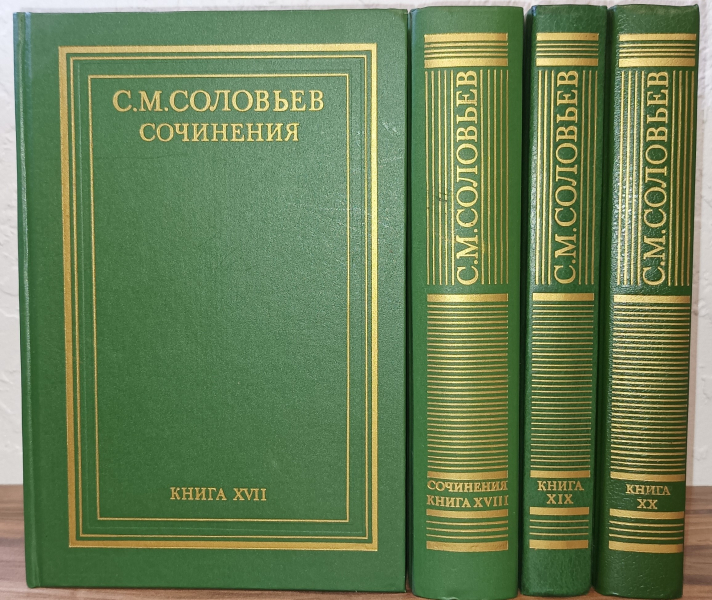 С.М.СОЛОВЬЕВ
СОЧИНЕНИЯ
КНИГА XVII
С.М.СОЛОВЬЕВ
СОЧИНЕНИЯ
КНИГА XVIII
С.М.СОЛОВЬЕВ
КНИГА
XIX
С.М.СОЛОВЬЕВ
КНИГА
XX